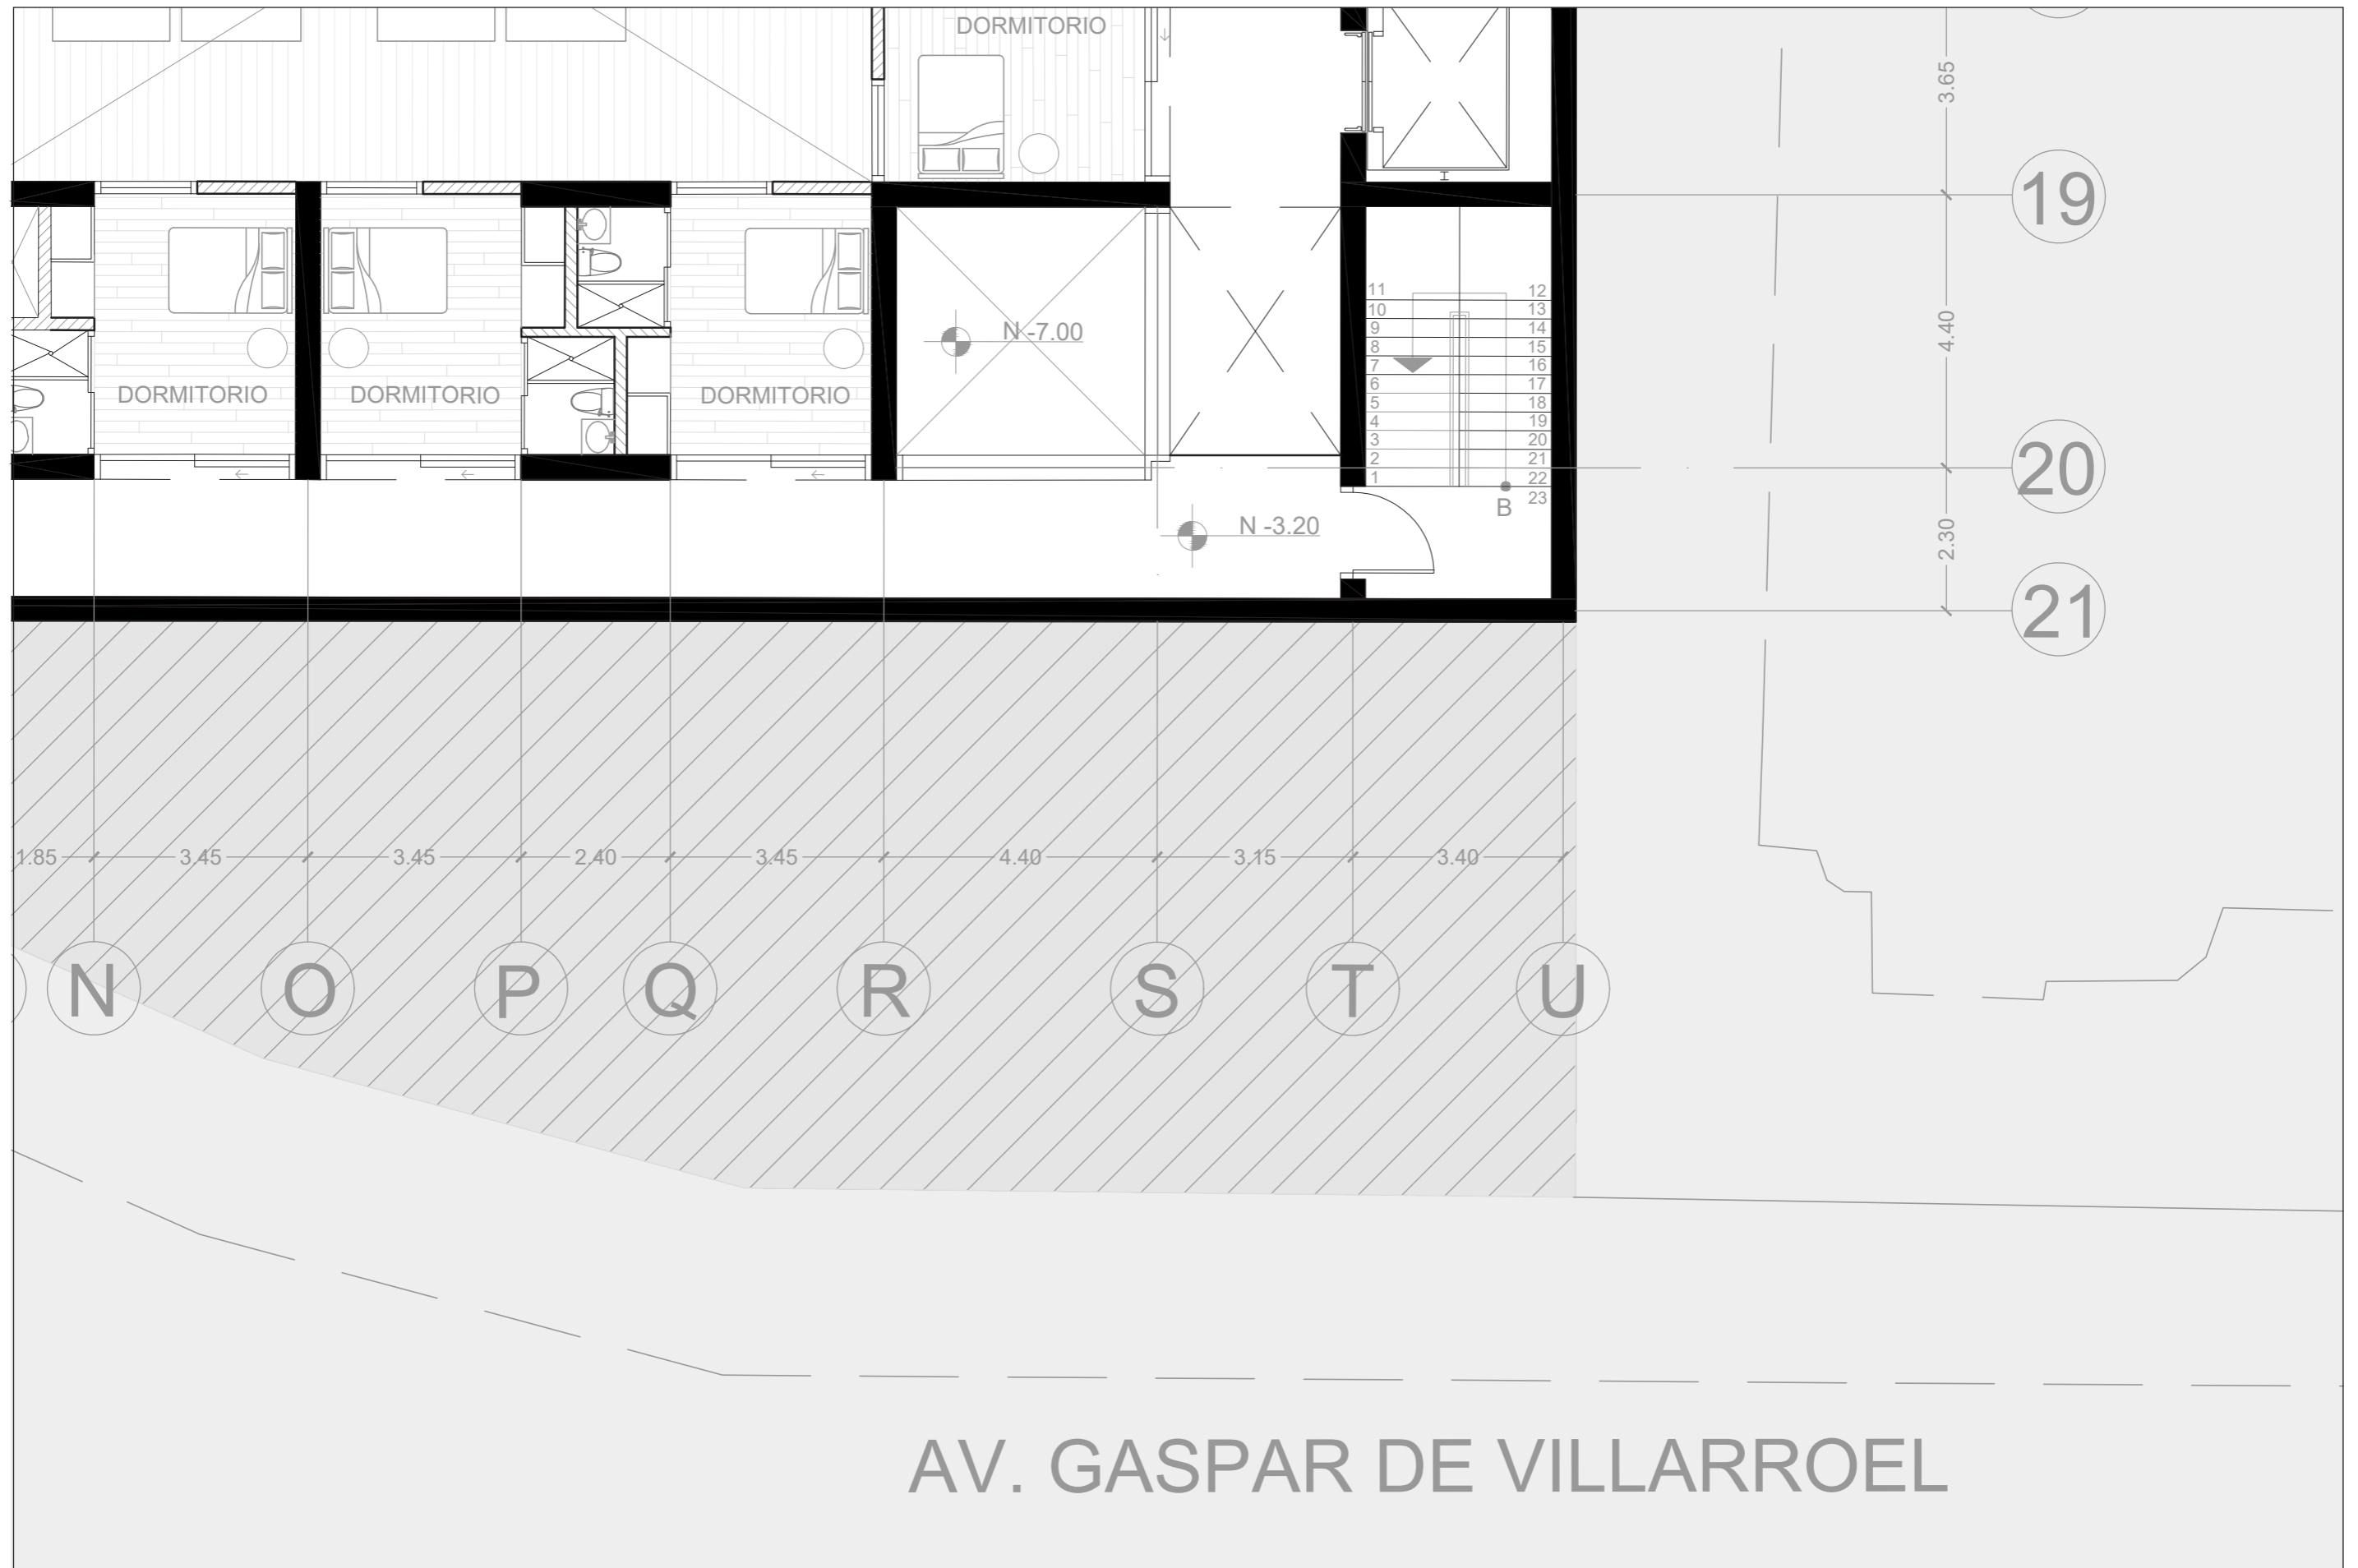 DORMITORIO
3.65
19
N -7.00
4.40
DORMITORIO
DORMITORIO
DORMITORIO
11 12
10 13
9 14
8 15
7 16
6 17
5 18
4 19
3 20
2 21
1 22
23
B
20
N -3.20
2.30
21
1.85 3.45 3.45 2.40 3.45 4.40 3.15 3.40
N O P Q R S T U
AV. GASPAR DE VILLARROEL